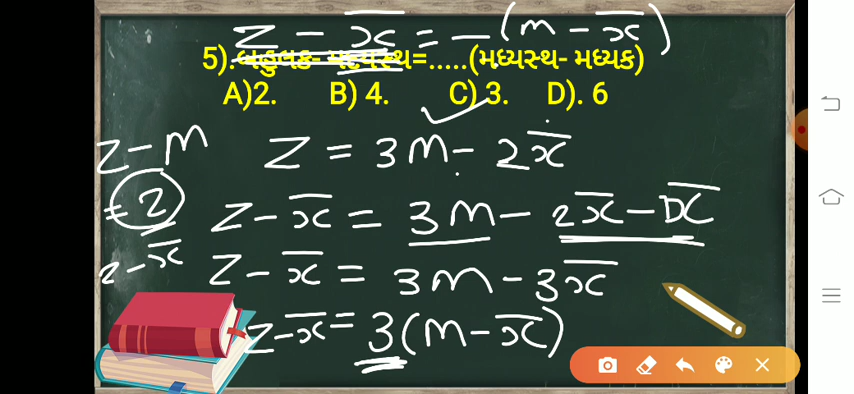 z - x̄ = — (m - x̄)
5).બહુલક- મધ્યસ્થ=.....(મધ્યસ્થ- મધ્યક)
A)2. B) 4. C) 3. D). 6
z - m
= 2
z - x̄
z = 3m - 2x̄
z - x̄ = 3m - 2x̄ - x̄
z - x̄ = 3m - 3x̄
z - x̄ = 3(m - x̄)